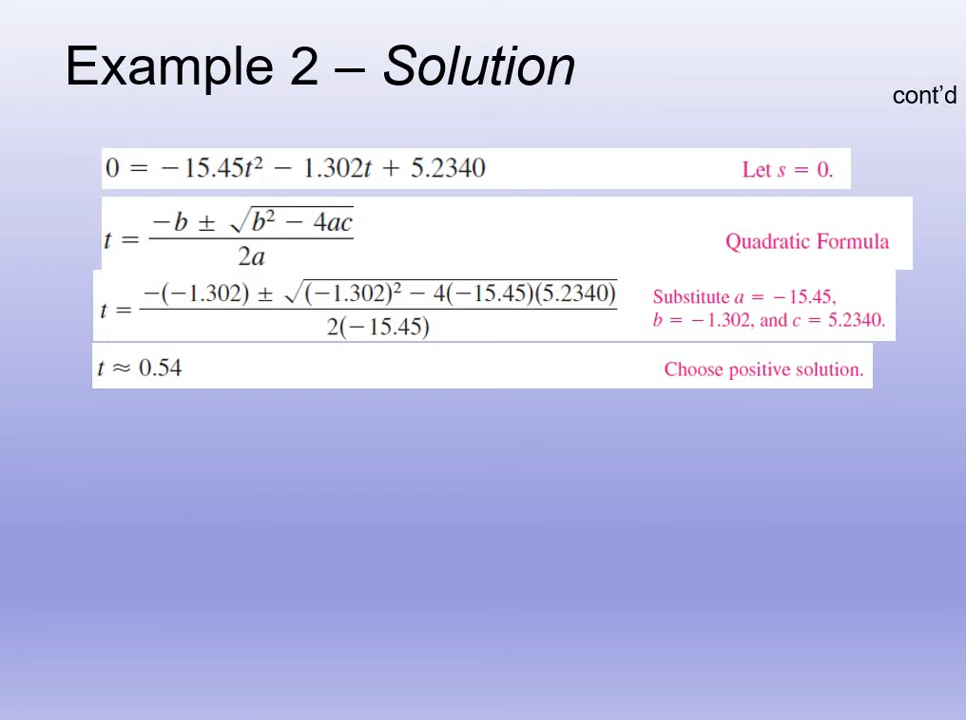 Example 2 – Solution
cont'd
0 = −15.45t² − 1.302t + 5.2340 Let s = 0.
t = (−b ± √(b² − 4ac)) / (2a) Quadratic Formula
t = (−(−1.302) ± √((−1.302)² − 4(−15.45)(5.2340))) / (2(−15.45)) Substitute a = −15.45,
b = −1.302, and c = 5.2340.
t ≈ 0.54 Choose positive solution.